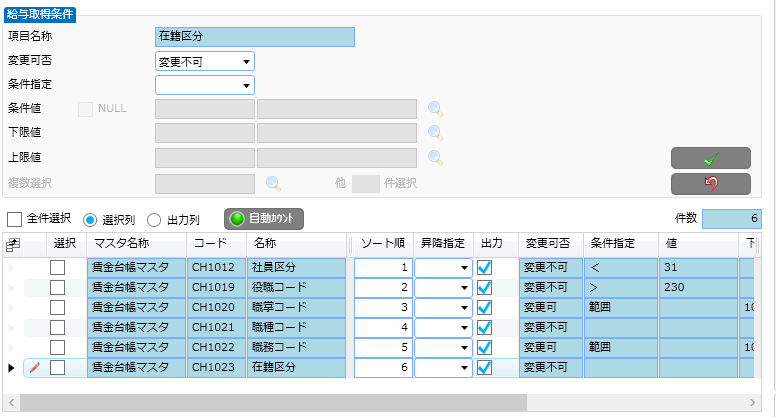 給与取得条件
項目名称 在籍区分
変更可否 変更不可
条件指定
条件値 NULL
下限値
上限値
複数選択 他 件選択
全件選択 選択列 出力列 自動ｶｳﾝﾄ 件数 6
選択 マスタ名称 コード 名称 ソート順 昇降指定 出力 変更可否 条件指定 値 下
賃金台帳マスタ CH1012 社員区分 1 変更不可 ＜ 31
賃金台帳マスタ CH1019 役職コード 2 変更不可 ＞ 230
賃金台帳マスタ CH1020 職掌コード 3 変更可 範囲 10
賃金台帳マスタ CH1021 職種コード 4 変更不可
賃金台帳マスタ CH1022 職務コード 5 変更可 範囲 10
賃金台帳マスタ CH1023 在籍区分 6 変更不可